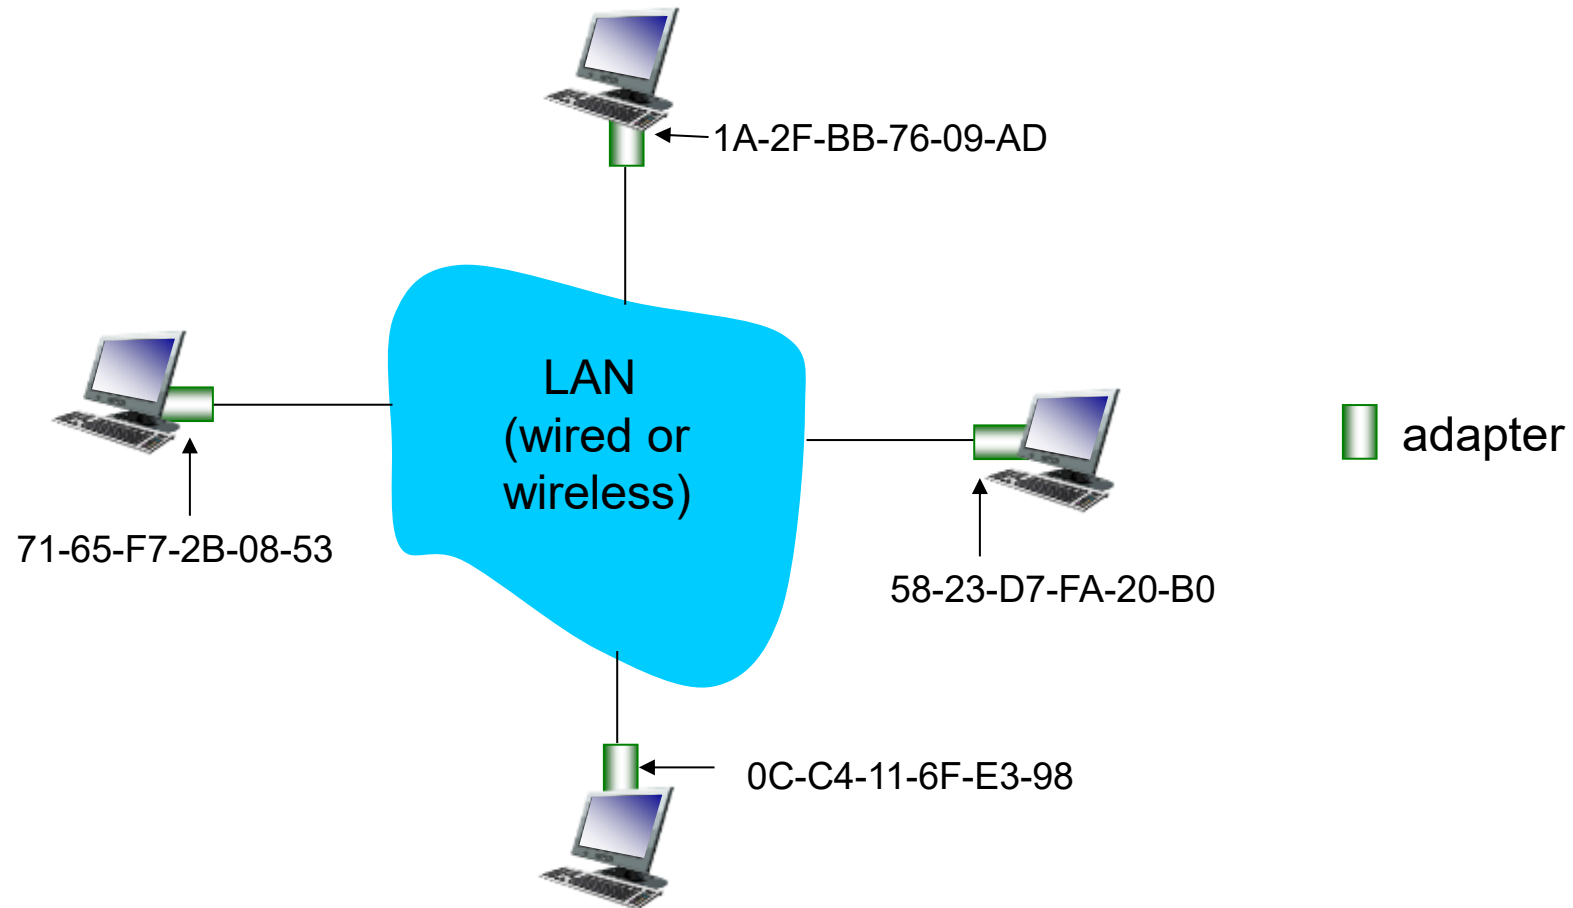 1A-2F-BB-76-09-AD
LAN
(wired or
wireless)
adapter
71-65-F7-2B-08-53
58-23-D7-FA-20-B0
0C-C4-11-6F-E3-98